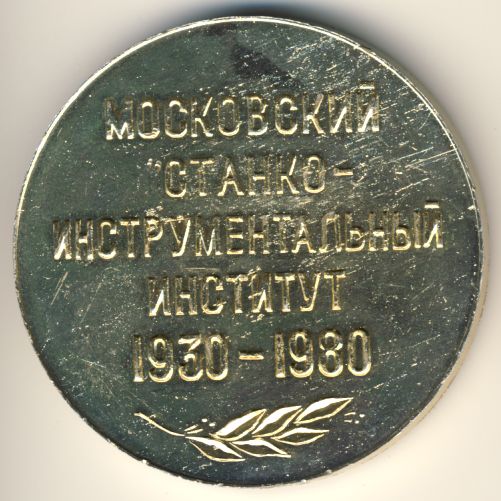 МОСКОВСКИЙ
СТАНКО-
ИНСТРУМЕНТАЛЬНЫЙ
ИНСТИТУТ
1930-1980